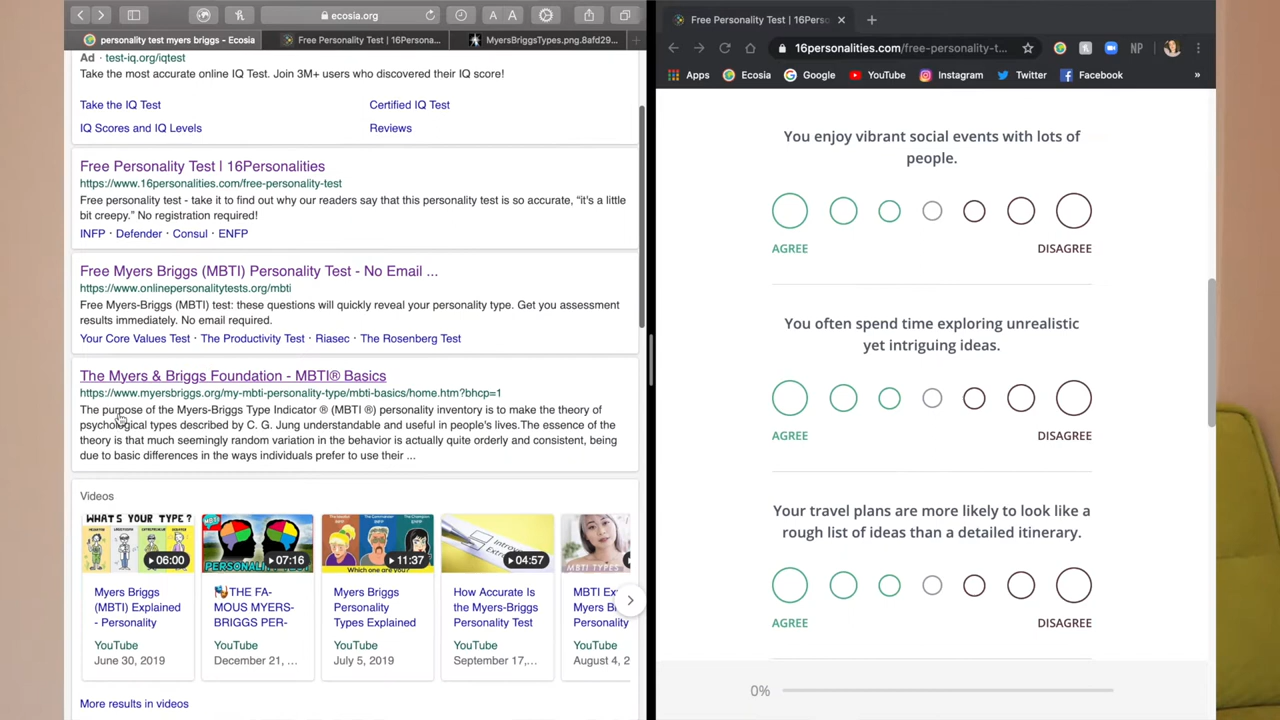 ecosia.org
A A
personality test myers briggs - Ecosia
Free Personality Test | 16Persona...
MyersBriggsTypes.png.8afd29...
Ad · test-iq.org/iqtest
Take the most accurate online IQ Test. Join 3M+ users who discovered their IQ score!
Take the IQ Test
Certified IQ Test
IQ Scores and IQ Levels
Reviews
Free Personality Test | 16Personalities
https://www.16personalities.com/free-personality-test
Free personality test - take it to find out why our readers say that this personality test is so accurate, “it's a little
bit creepy.” No registration required!
INFP · Defender · Consul · ENFP
Free Myers Briggs (MBTI) Personality Test - No Email ...
https://www.onlinepersonalitytests.org/mbti
Free Myers-Briggs (MBTI) test: these questions will quickly reveal your personality type. Get you assessment
results immediately. No email required.
Your Core Values Test · The Productivity Test · Riasec · The Rosenberg Test
The Myers & Briggs Foundation - MBTI® Basics
https://www.myersbriggs.org/my-mbti-personality-type/mbti-basics/home.htm?bhcp=1
The purpose of the Myers-Briggs Type Indicator ® (MBTI ®) personality inventory is to make the theory of
psychological types described by C. G. Jung understandable and useful in people's lives.The essence of the
theory is that much seemingly random variation in the behavior is actually quite orderly and consistent, being
due to basic differences in the ways individuals prefer to use their ...
Videos
WHAT'S YOUR TYPE?
06:00
Myers Briggs
(MBTI) Explained
- Personality
YouTube
June 30, 2019
MBTI
PERSONALITY
07:16
THE FA-
MOUS MYERS-
BRIGGS PER-
YouTube
December 21, ...
Which one are you?
11:37
Myers Briggs
Personality
Types Explained
YouTube
July 5, 2019
04:57
How Accurate Is
the Myers-Briggs
Personality Test
YouTube
September 17,...
MBTI TYPES
MBTI Ex
Myers B
Personality
YouTube
August 4, 2
More results in videos
Free Personality Test | 16Perso
16personalities.com/free-personality-t...
NP
Apps
Ecosia
Google
YouTube
Instagram
Twitter
Facebook
»
You enjoy vibrant social events with lots of
people.
AGREE
DISAGREE
You often spend time exploring unrealistic
yet intriguing ideas.
AGREE
DISAGREE
Your travel plans are more likely to look like a
rough list of ideas than a detailed itinerary.
AGREE
DISAGREE
0%